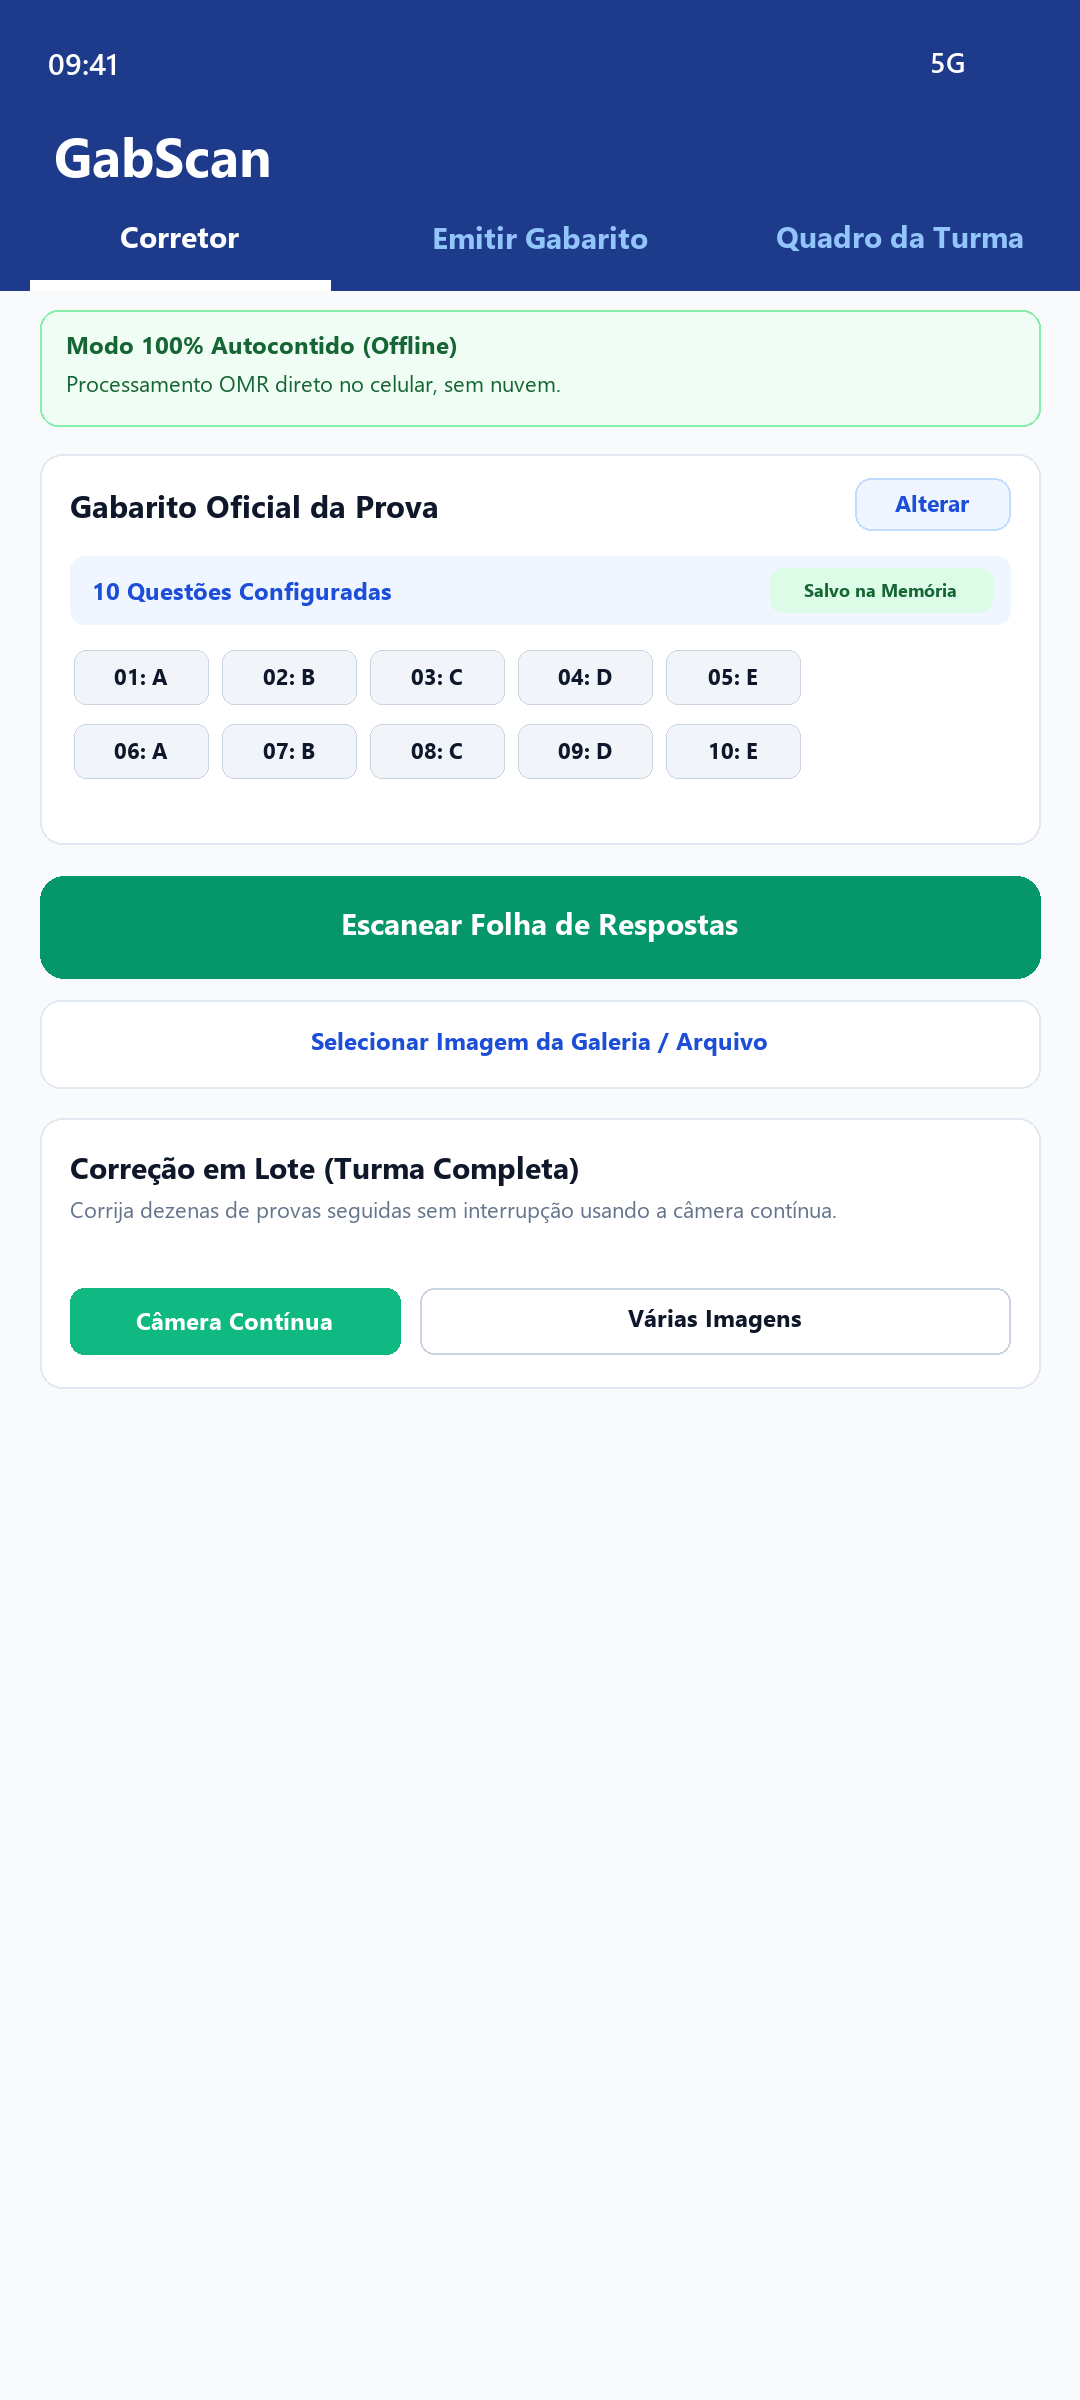 09:41 5G
GabScan
Corretor Emitir Gabarito Quadro da Turma
Modo 100% Autocontido (Offline)
Processamento OMR direto no celular, sem nuvem.
Gabarito Oficial da Prova Alterar
10 Questões Configuradas Salvo na Memória
01: A 02: B 03: C 04: D 05: E
06: A 07: B 08: C 09: D 10: E
Escanear Folha de Respostas
Selecionar Imagem da Galeria / Arquivo
Correção em Lote (Turma Completa)
Corrija dezenas de provas seguidas sem interrupção usando a câmera contínua.
Câmera Contínua Várias Imagens